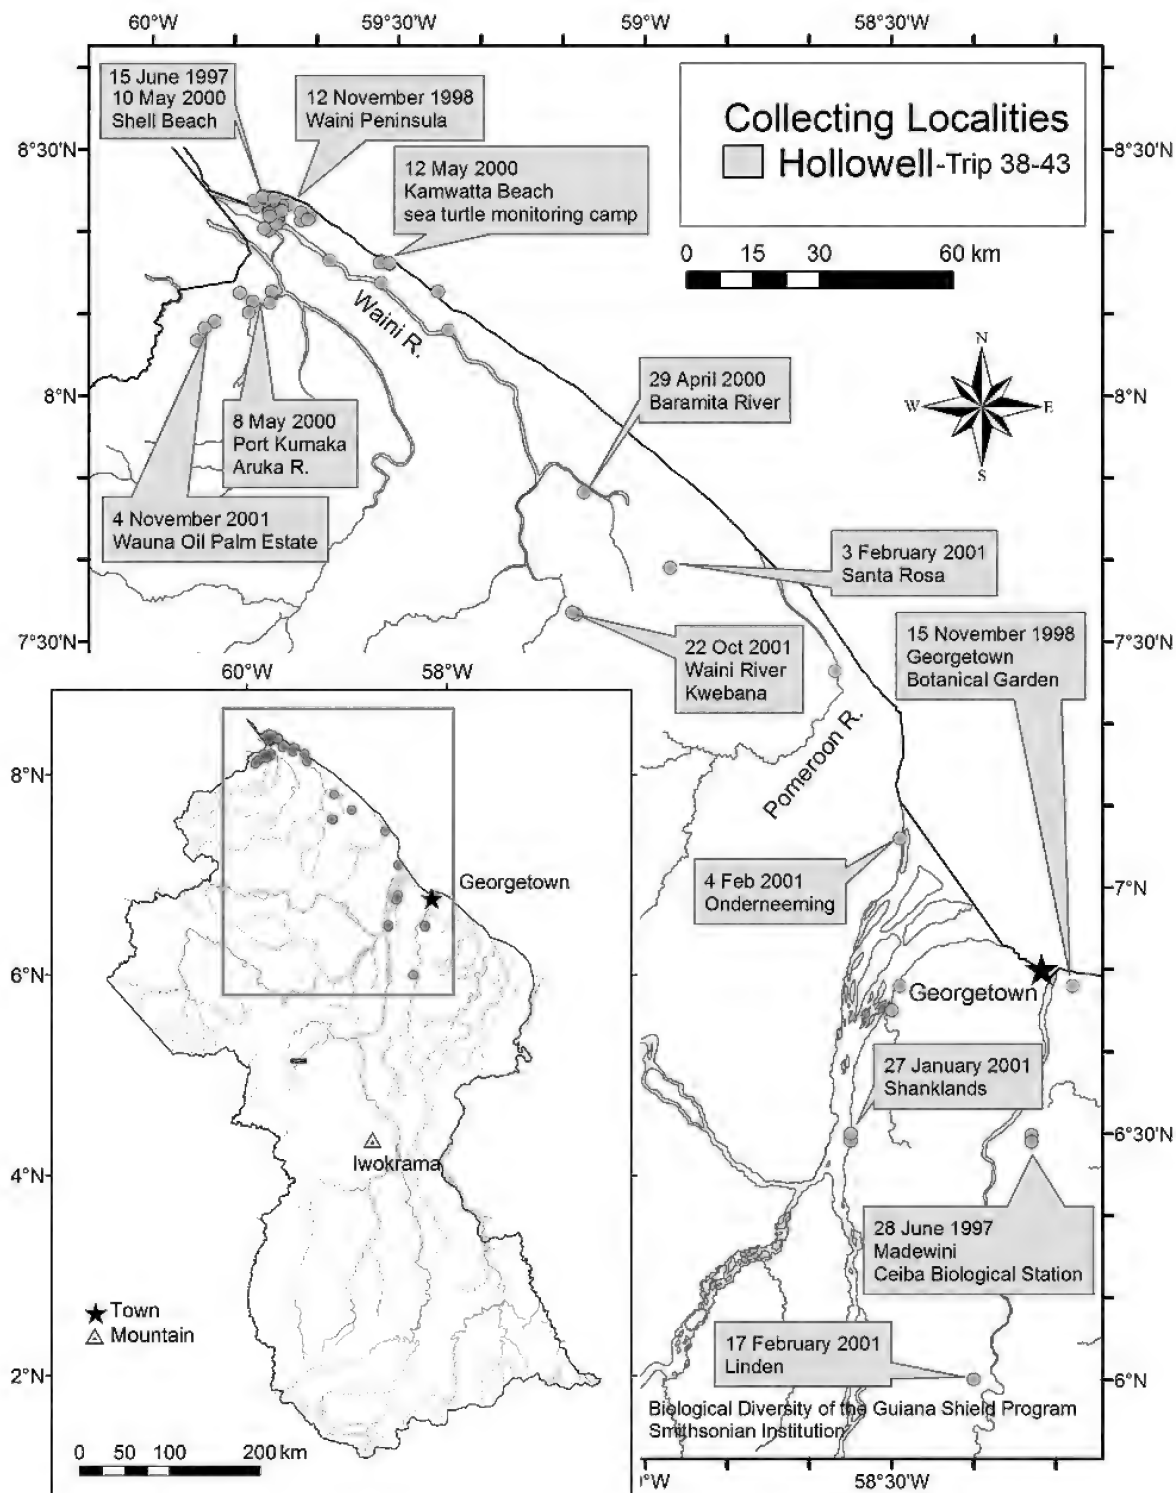 60°W
59°30'W
59°W
58°30'W
15 June 1997
10 May 2000
Shell Beach
12 November 1998
Waini Peninsula
12 May 2000
Kamwatta Beach
sea turtle monitoring camp
Collecting Localities
Hollowell-Trip 38-43
0 15 30 60 km
8°30'N
8°30'N
Waini R.
N
W
E
S
29 April 2000
Baramita River
8°N
8°N
8 May 2000
Port Kumaka
Aruka R.
4 November 2001
Wauna Oil Palm Estate
3 February 2001
Santa Rosa
7°30'N
7°30'N
22 Oct 2001
Waini River
Kwebana
15 November 1998
Georgetown
Botanical Garden
Pomeroon R.
60°W
58°W
8°N
Georgetown
6°N
4°N
Iwokrama
2°N
Town
Mountain
0 50 100 200 km
4 Feb 2001
Onderneeming
7°N
Georgetown
27 January 2001
Shanklands
6°30'N
28 June 1997
Madewini
Ceiba Biological Station
17 February 2001
Linden
6°N
Biological Diversity of the Guiana Shield Program
Smithsonian Institution
)°W
58°30'W